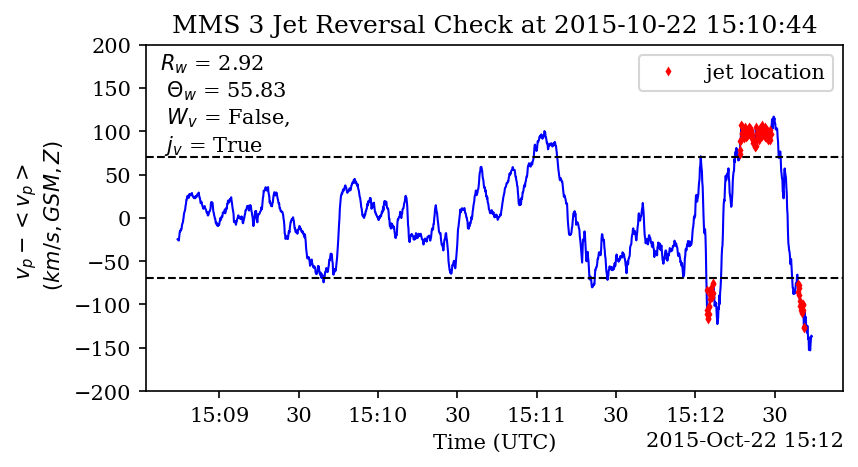 MMS 3 Jet Reversal Check at 2015-10-22 15:10:44
R_w = 2.92
Θ_w = 55.83
W_v = False,
j_v = True
jet location
200
150
100
50
0
−50
−100
−150
−200
v_p − < v_p >
(km/s, GSM, Z)
15:09 30 15:10 30 15:11 30 15:12 30
Time (UTC)
2015-Oct-22 15:12